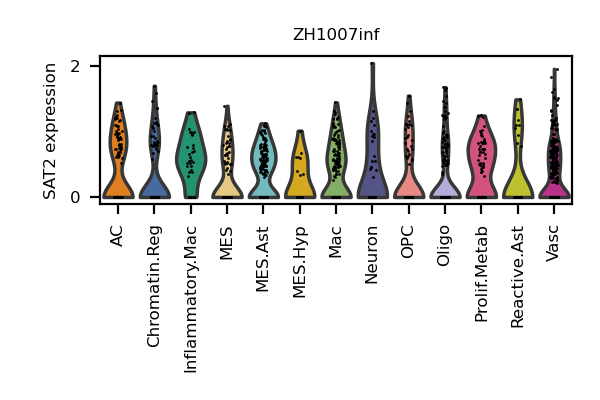 ZH1007inf
SAT2 expression
2
0
AC
Chromatin.Reg
Inflammatory.Mac
MES
MES.Ast
MES.Hyp
Mac
Neuron
OPC
Oligo
Prolif.Metab
Reactive.Ast
Vasc